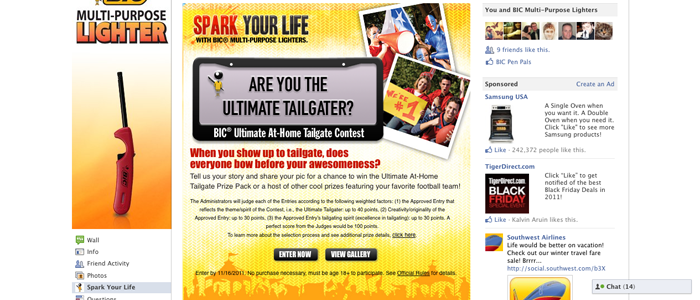 BIC
MULTI-PURPOSE
LIGHTER
BIC
Wall
Info
Friend Activity
Photos
Spark Your Life
Questions
SPARK YOUR LIFE
WITH BIC® MULTI-PURPOSE LIGHTERS.
WE'RE
#1
ARE YOU THE
ULTIMATE TAILGATER?
BIC® Ultimate At-Home Tailgate Contest
When you show up to tailgate, does
everyone bow before your awesomeness?
Tell us your story and share your pic for a chance to win the Ultimate At-Home
Tailgate Prize Pack or a host of other cool prizes featuring your favorite football team!
The Administrators will judge each of the Entries according to the following weighted factors: (1) the Approved Entry that
reflects the theme/spirit of the Contest, i.e., the Ultimate Tailgater: up to 40 points. (2) Creativity/originality of the
Approved Entry: up to 30 points. (3) the Approved Entry's tailgating spirit (excellence in tailgating): up to 30 points. A
perfect score from the Judges would be 100 points.
To learn more about the selection process and see additional prize details, click here.
ENTER NOW
VIEW GALLERY
Enter by 11/16/2011. No purchase necessary, must be age 18+ to participate. See Official Rules for details.
You and BIC Multi-Purpose Lighters
9 friends like this.
BIC Pen Pals
Sponsored
Create an Ad
Samsung USA
A Single Oven when
you want it. A Double
Oven when you need it.
Click "Like" to see more
Samsung products!
Like · 242,372 people like this.
TigerDirect.com
TigerDirect.com
BLACK
FRIDAY
Click "Like" to get
notified of the best
Black Friday Deals in
2011!
Like · Kalvin Aruin likes this.
Southwest Airlines
Life would be better on vacation!
Check out our winter travel fare
sale! Brrr...
http://social.southwest.com/b3X
Chat (14)